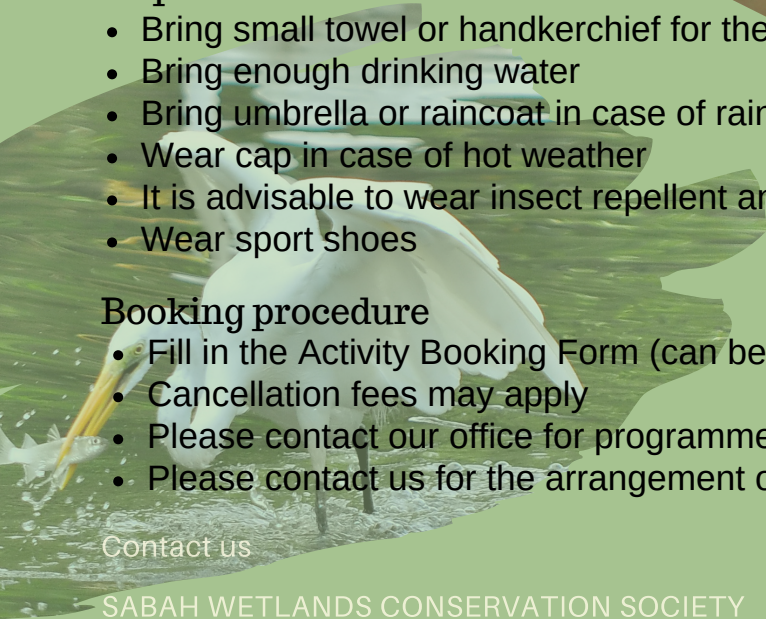 • Bring small towel or handkerchief for the
• Bring enough drinking water
• Bring umbrella or raincoat in case of rain
• Wear cap in case of hot weather
• It is advisable to wear insect repellent
• Wear sport shoes
Booking procedure
• Fill in the Activity Booking Form (can be
• Cancellation fees may apply
• Please contact our office for programme
• Please contact us for the arrangement
Contact us
SABAH WETLANDS CONSERVATION SOCIETY